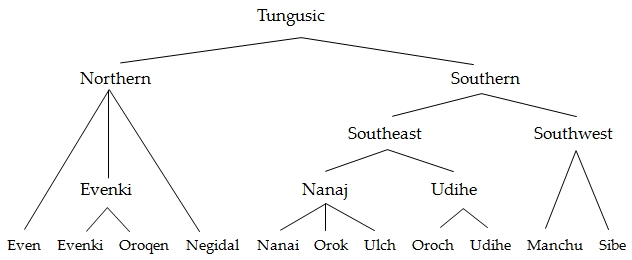 Tungusic
Northern Southern
Southeast Southwest
Evenki Nanaj Udihe
Even Evenki Oroqen Negidal Nanai Orok Ulch Oroch Udihe Manchu Sibe